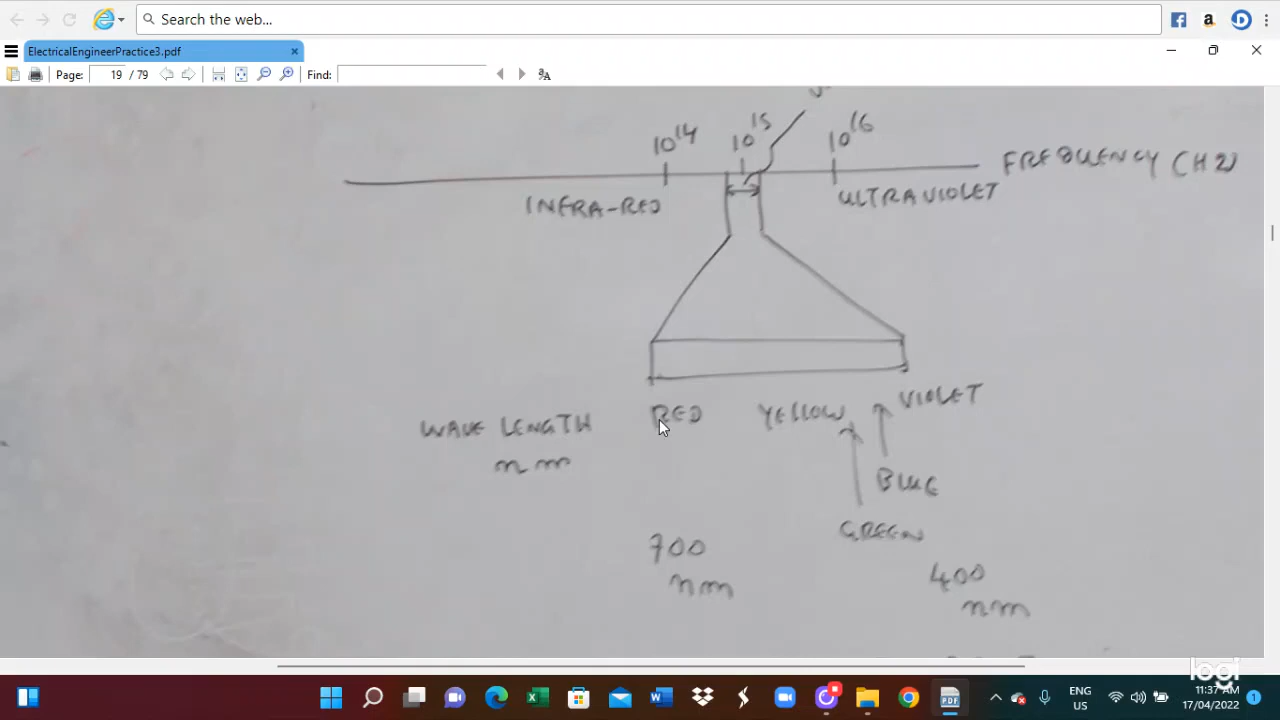 Search the web...
ElectricalEngineerPractice3.pdf
Page: 19 / 79
Find:
10^14 10^15 10^16
FREQUENCY (HZ)
INFRA-RED
ULTRAVIOLET
WAVE LENGTH
nm
RED
YELLOW
VIOLET
BLUE
GREEN
700
nm
400
nm
logi
ENG
US
11:37 AM
17/04/2022